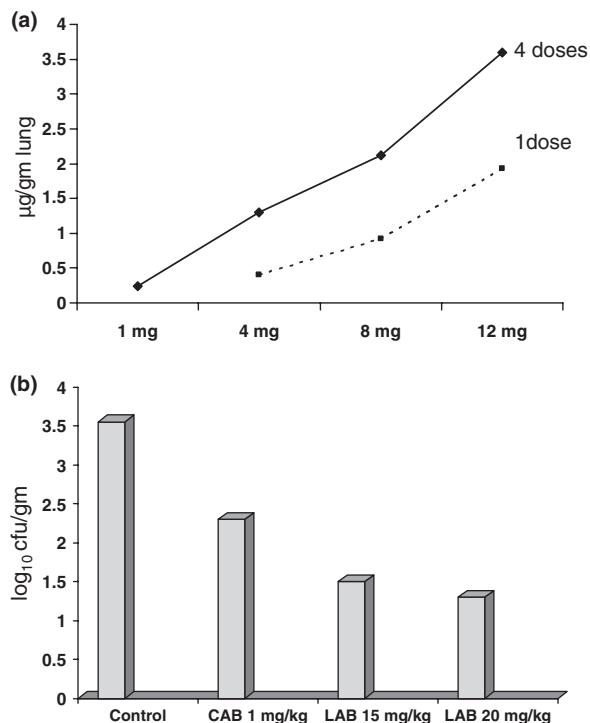 (a)
4
3.5
3
2.5
2
1.5
1
0.5
0
µg/gm lung
4 doses
1dose
1 mg 4 mg 8 mg 12 mg
(b)
4
3.5
3
2.5
2
1.5
1
0.5
0
log₁₀ cfu/gm
Control CAB 1 mg/kg LAB 15 mg/kg LAB 20 mg/kg